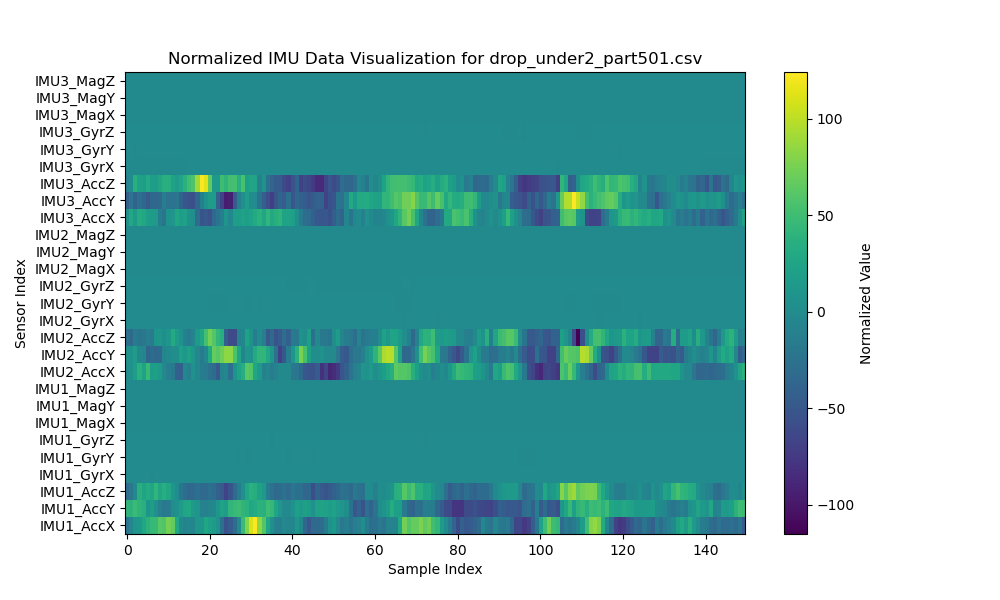 Normalized IMU Data Visualization for drop_under2_part501.csv
IMU3_MagZ
IMU3_MagY
IMU3_MagX
IMU3_GyrZ
IMU3_GyrY
IMU3_GyrX
IMU3_AccZ
IMU3_AccY
IMU3_AccX
IMU2_MagZ
IMU2_MagY
IMU2_MagX
IMU2_GyrZ
IMU2_GyrY
IMU2_GyrX
IMU2_AccZ
IMU2_AccY
IMU2_AccX
IMU1_MagZ
IMU1_MagY
IMU1_MagX
IMU1_GyrZ
IMU1_GyrY
IMU1_GyrX
IMU1_AccZ
IMU1_AccY
IMU1_AccX
Sensor Index
0 20 40 60 80 100 120 140
Sample Index
100
50
0
−50
−100
Normalized Value